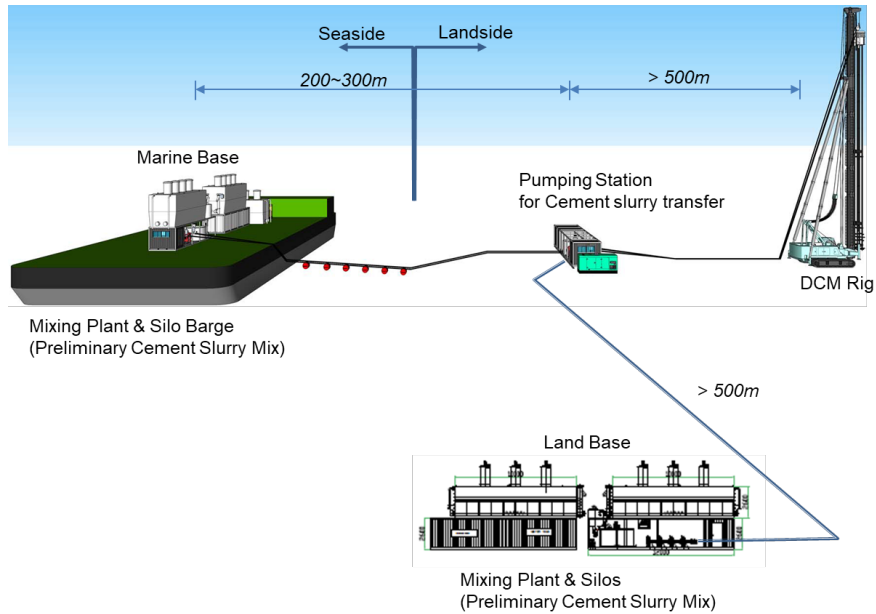 Seaside
Landside
200~300m
> 500m
Marine Base
Pumping Station
for Cement slurry transfer
DCM Rig
Mixing Plant & Silo Barge
(Preliminary Cement Slurry Mix)
> 500m
Land Base
Mixing Plant & Silos
(Preliminary Cement Slurry Mix)